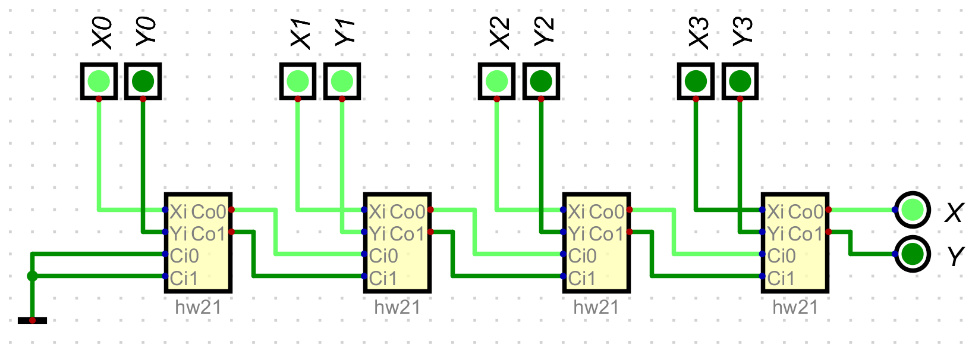 X0 Y0 X1 Y1 X2 Y2 X3 Y3
Xi Co0 Xi Co0 Xi Co0 Xi Co0 X
Yi Co1 Yi Co1 Yi Co1 Yi Co1
Ci0 Ci0 Ci0 Ci0 Y
Ci1 Ci1 Ci1 Ci1
hw21 hw21 hw21 hw21